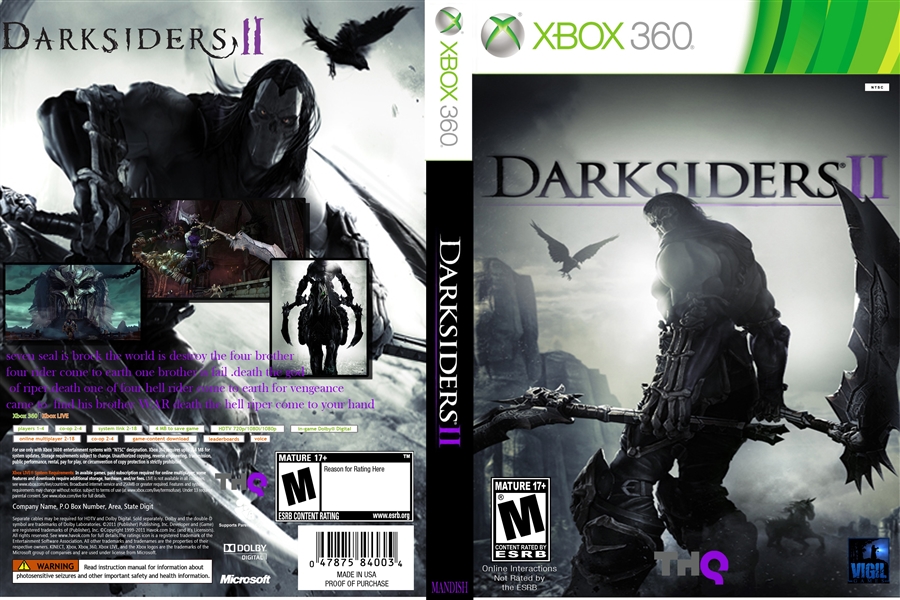 DARKSIDERS II
seven seal is brock the world is destroy the four brother
four rider come to earth one brother is fail .death the god
of riper death one of four hell rider come to earth for vengeance
came to find his brother WAR death the hell riper come to your hand
Xbox 360 Xbox LIVE
players 1-4 co-op 2-4 system link 2-16 4 MB to save game HDTV 720p/1080i/1080p in-game Dolby® Digital
online multiplayer 2-16 co-op 2-4 game content download leaderboards voice
Company Name, P.O Box Number, Area, State Digit
WARNING Read instruction manual for information about
photosensitive seizures and other important safety and health information.
THQ
Supports Parental
DOLBY
DIGITAL
Microsoft
MATURE 17+ ™
M
Reason for Rating Here
ESRB CONTENT RATING www.esrb.org
0 47875 84003 4
MADE IN USA
PROOF OF PURCHASE
XBOX 360
DARKSIDERS II
MANDISH
XBOX 360
NTSC
DARKSIDERS II
MATURE 17+
M
CONTENT RATED BY
ESRB
Online Interactions
Not Rated by
the ESRB
THQ
VIGIL